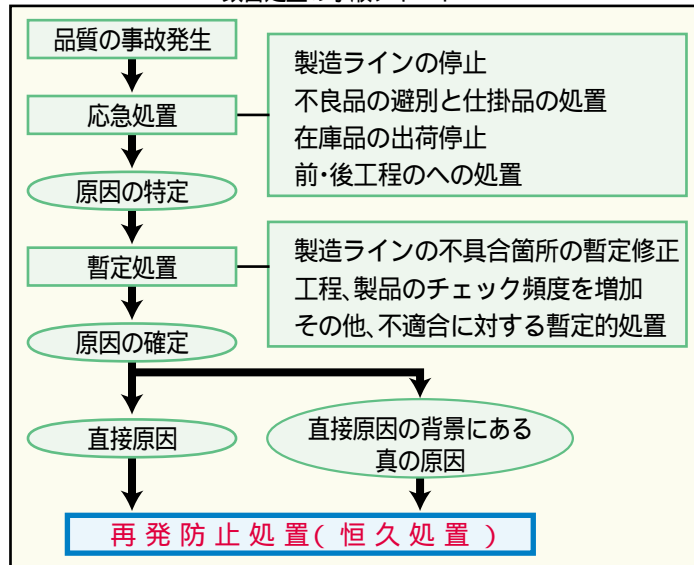 品質の事故発生
応急処置
製造ラインの停止
不良品の避別と仕掛品の処置
在庫品の出荷停止
前・後工程のへの処置
原因の特定
暫定処置
製造ラインの不具合箇所の暫定修正
工程、製品のチェック頻度を増加
その他、不適合に対する暫定的処置
原因の確定
直接原因
直接原因の背景にある
真の原因
再発防止処置(恒久処置)